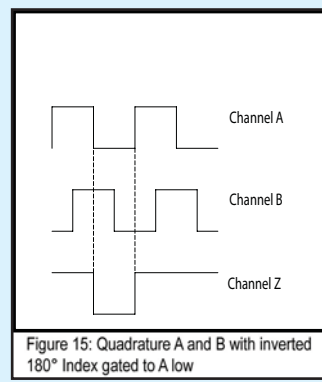 Channel A
Channel B
Channel Z
Figure 15: Quadrature A and B with inverted
180° Index gated to A low